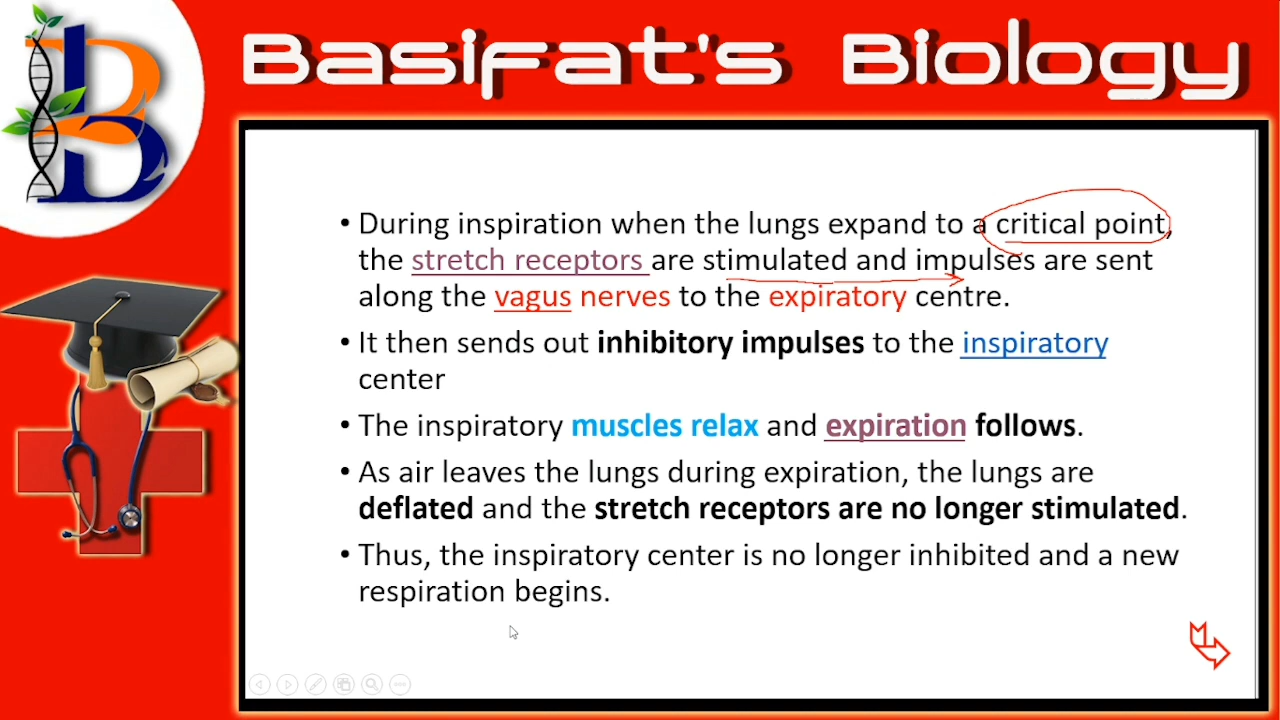 Basifat's Biology
• During inspiration when the lungs expand to a critical point,
the stretch receptors are stimulated and impulses are sent
along the vagus nerves to the expiratory centre.
• It then sends out inhibitory impulses to the inspiratory
center
• The inspiratory muscles relax and expiration follows.
• As air leaves the lungs during expiration, the lungs are
deflated and the stretch receptors are no longer stimulated.
• Thus, the inspiratory center is no longer inhibited and a new
respiration begins.